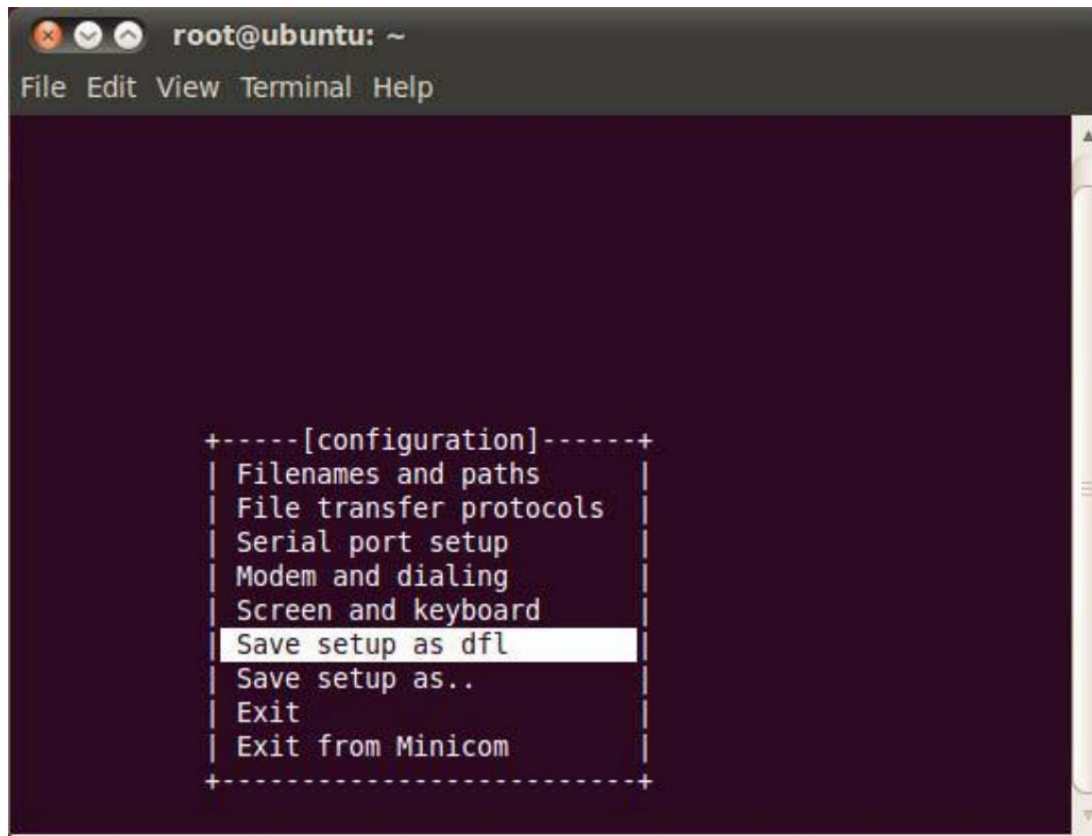 root@ubuntu: ~
File Edit View Terminal Help
+-----[configuration]------+
| Filenames and paths |
| File transfer protocols |
| Serial port setup |
| Modem and dialing |
| Screen and keyboard |
| Save setup as dfl |
| Save setup as.. |
| Exit |
| Exit from Minicom |
+--------------------------+